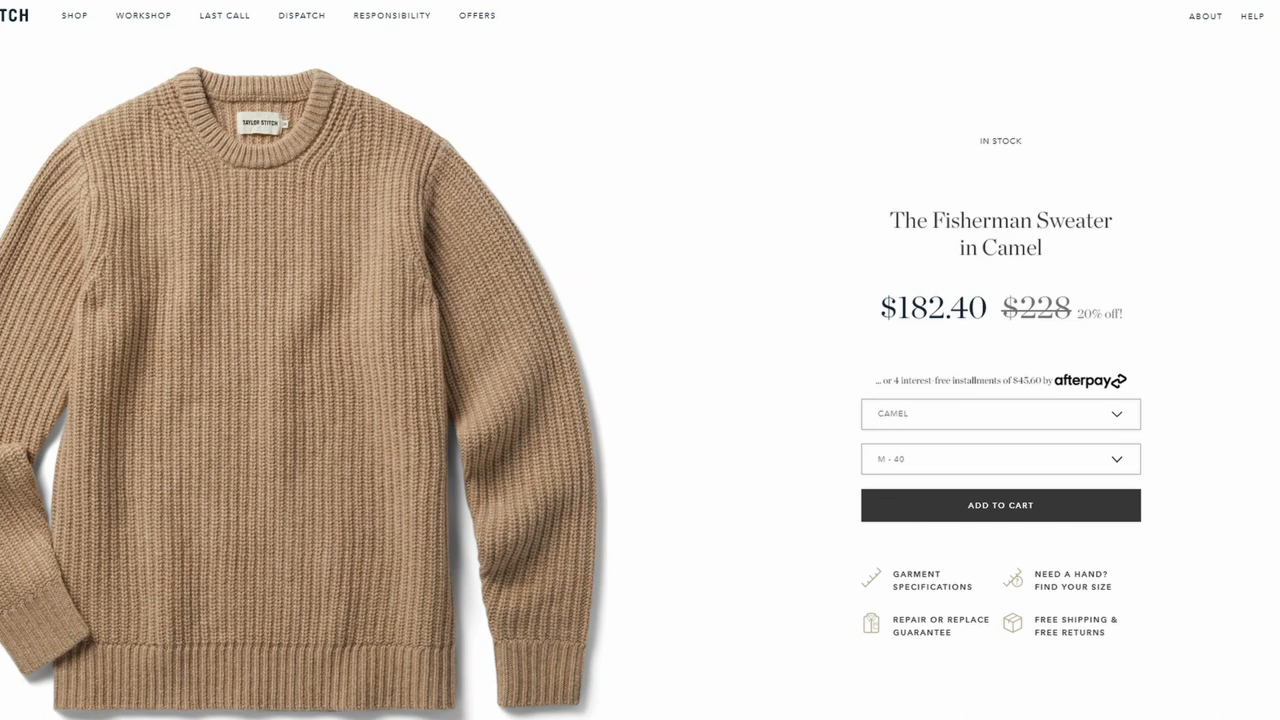 TCH
SHOP
WORKSHOP
LAST CALL
DISPATCH
RESPONSIBILITY
OFFERS
ABOUT
HELP
TAYLOR STITCH
IN STOCK
The Fisherman Sweater
in Camel
$182.40 $228 20% off!
... or 4 interest-free installments of $45.60 by afterpay
CAMEL
M - 40
ADD TO CART
GARMENT
SPECIFICATIONS
NEED A HAND?
FIND YOUR SIZE
REPAIR OR REPLACE
GUARANTEE
FREE SHIPPING &
FREE RETURNS